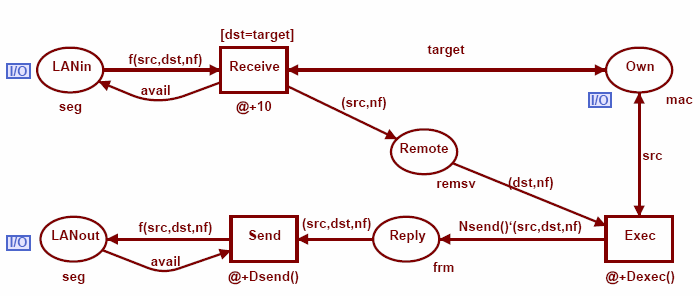 [dst=target]
LANin
f(src,dst,nf)
Receive
target
Own
I/O
avail
I/O
seg
@+10
(src,nf)
mac
Remote
src
remsv
(dst,nf)
I/O
LANout
f(src,dst,nf)
Send
(src,dst,nf)
Reply
Nsend()‘(src,dst,nf)
Exec
avail
seg
@+Dsend()
frm
@+Dexec()